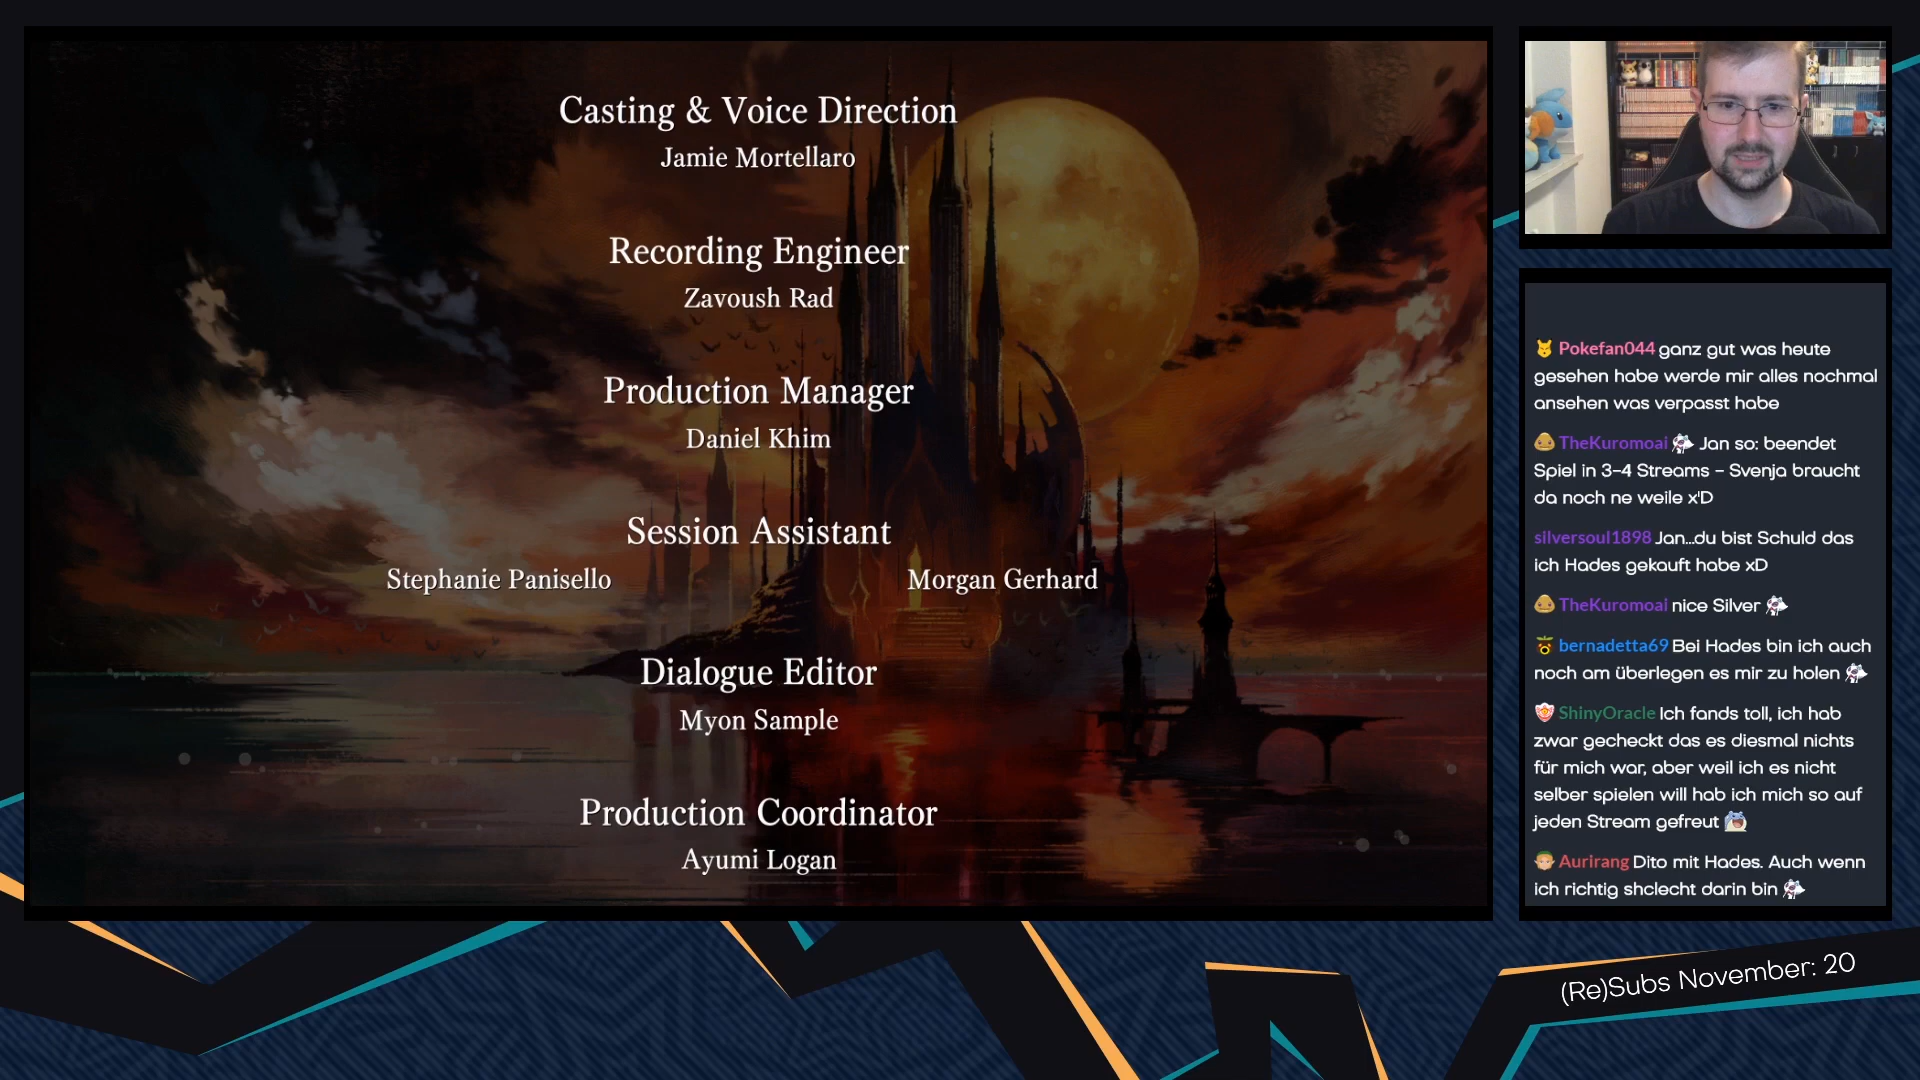 Casting & Voice Direction
Jamie Mortellaro
Recording Engineer
Zavoush Rad
Production Manager
Daniel Khim
Session Assistant
Stephanie Panisello Morgan Gerhard
Dialogue Editor
Myon Sample
Production Coordinator
Ayumi Logan
Pokefan044 ganz gut was heute
gesehen habe werde mir alles nochmal
ansehen was verpasst habe
TheKuromoai Jan so: beendet
Spiel in 3-4 Streams - Svenja braucht
da noch ne weile x'D
silversoul1898 Jan...du bist Schuld das
ich Hades gekauft habe xD
TheKuromoai nice Silver
bernadetta69 Bei Hades bin ich auch
noch am überlegen es mir zu holen
ShinyOracle Ich fands toll, ich hab
zwar gecheckt das es diesmal nichts
für mich war, aber weil ich es nicht
selber spielen will hab ich mich so auf
jeden Stream gefreut
Aurirang Dito mit Hades. Auch wenn
ich richtig shclecht darin bin
(Re)Subs November: 20